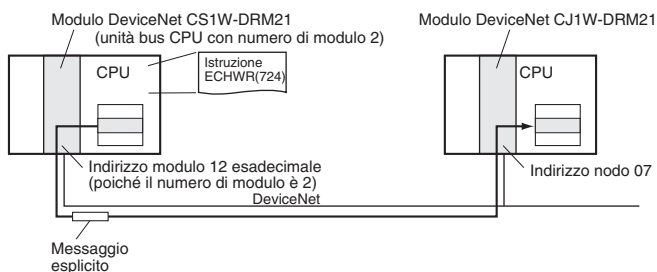 Modulo DeviceNet CS1W-DRM21
(unità bus CPU con numero di modulo 2)
Modulo DeviceNet CJ1W-DRM21
CPU
Istruzione
ECHWR(724)
CPU
Indirizzo modulo 12 esadecimale
(poiché il numero di modulo è 2)
Indirizzo nodo 07
DeviceNet
Messaggio
esplicito